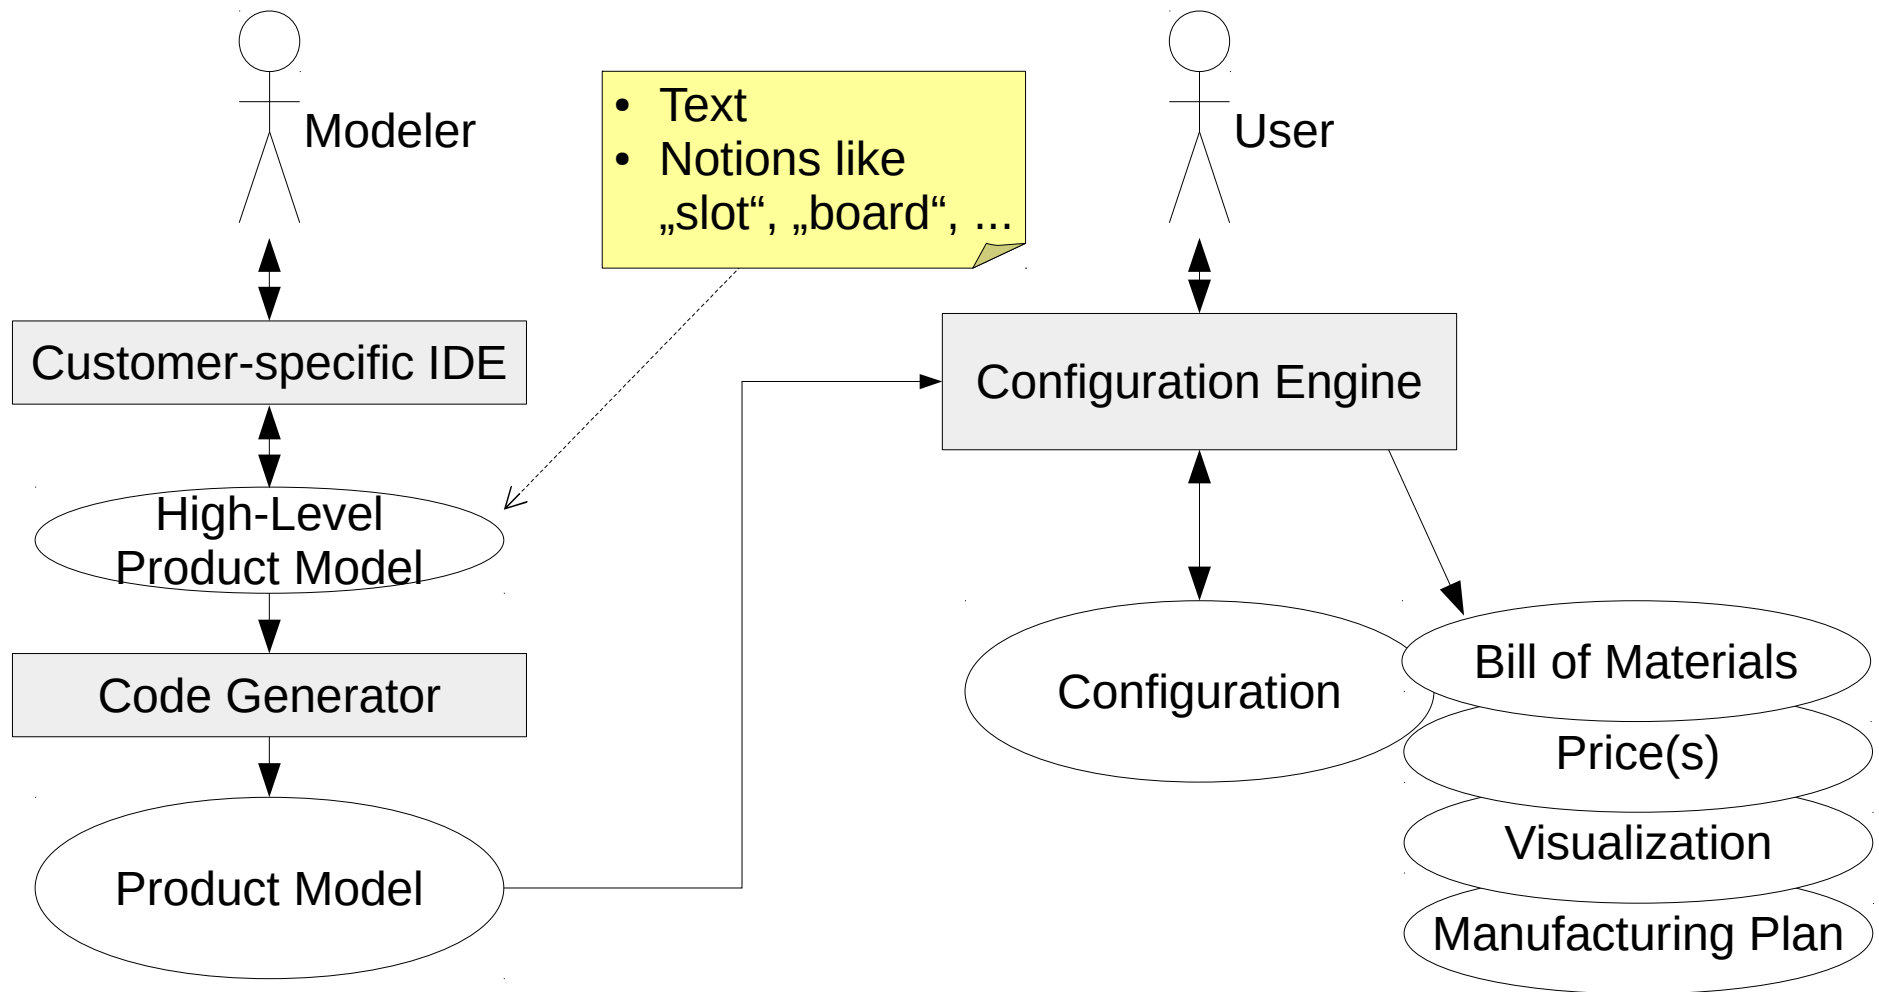 Modeler
• Text
• Notions like
„slot“, „board“, ...
User
Customer-specific IDE
Configuration Engine
High-Level
Product Model
Code Generator
Configuration
Bill of Materials
Price(s)
Visualization
Product Model
Manufacturing Plan